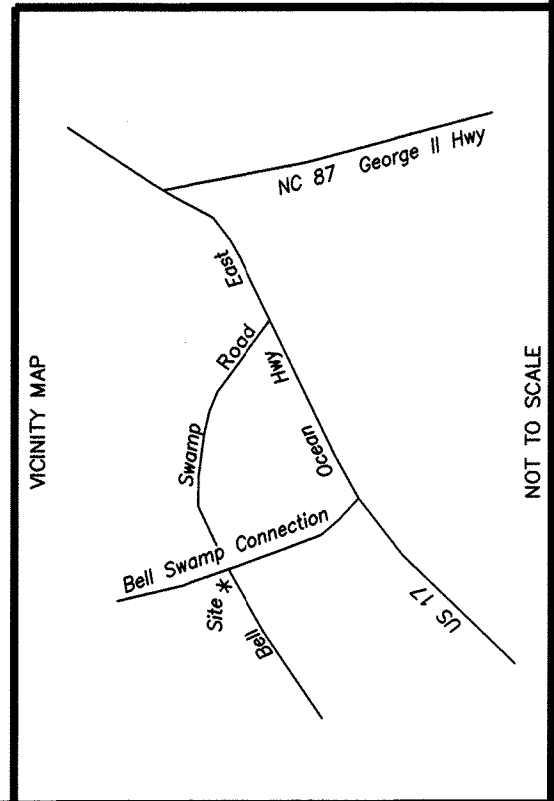 VICINITY MAP
NOT TO SCALE
NC 87 George II Hwy
East
Road
Hwy
Swamp
Ocean
Bell Swamp Connection
Site *
Bell
US 17